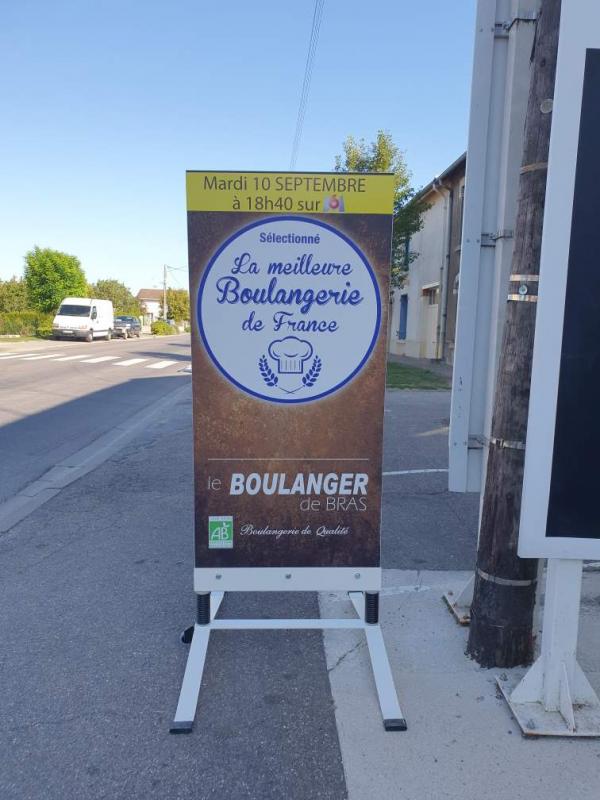 Mardi 10 SEPTEMBRE
à 18h40 sur M6
Sélectionné
La meilleure
Boulangerie
de France
le BOULANGER
de BRAS
AB
Boulangerie de Qualité